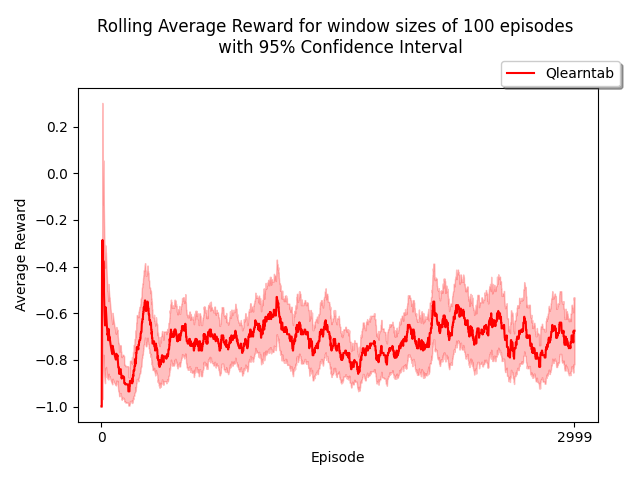 Rolling Average Reward for window sizes of 100 episodes
with 95% Confidence Interval
Qlearntab
0.2
0.0
−0.2
−0.4
−0.6
−0.8
−1.0
Average Reward
0
2999
Episode